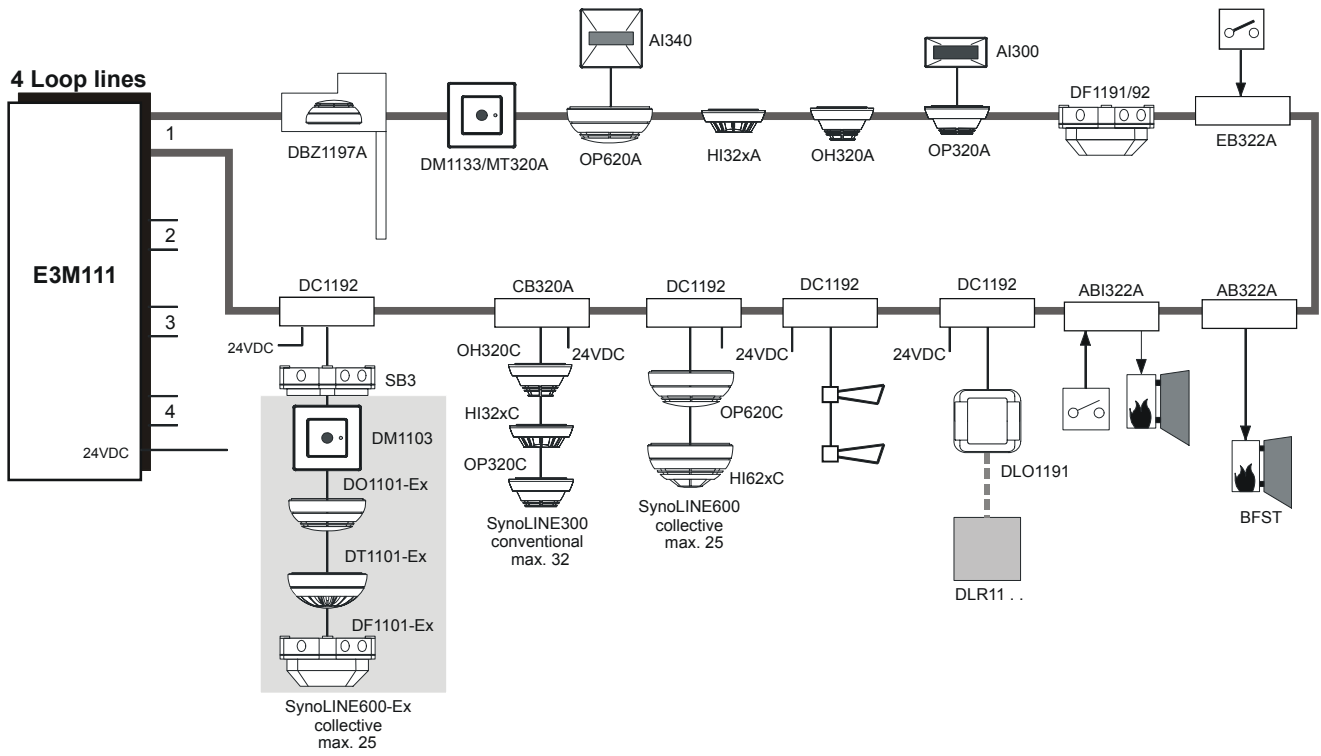 4 Loop lines
E3M111
1
2
3
4
24VDC
DBZ1197A
DM1133/MT320A
AI340
OP620A
HI32xA
OH320A
AI300
OP320A
DF1191/92
EB322A
DC1192
CB320A
DC1192
DC1192
DC1192
ABI322A
AB322A
24VDC
SB3
DM1103
DO1101-Ex
DT1101-Ex
DF1101-Ex
SynoLINE600-Ex
collective
max. 25
OH320C
24VDC
HI32xC
OP320C
SynoLINE300
conventional
max. 32
24VDC
OP620C
HI62xC
SynoLINE600
collective
max. 25
24VDC
DLO1191
DLR11 . .
BFST